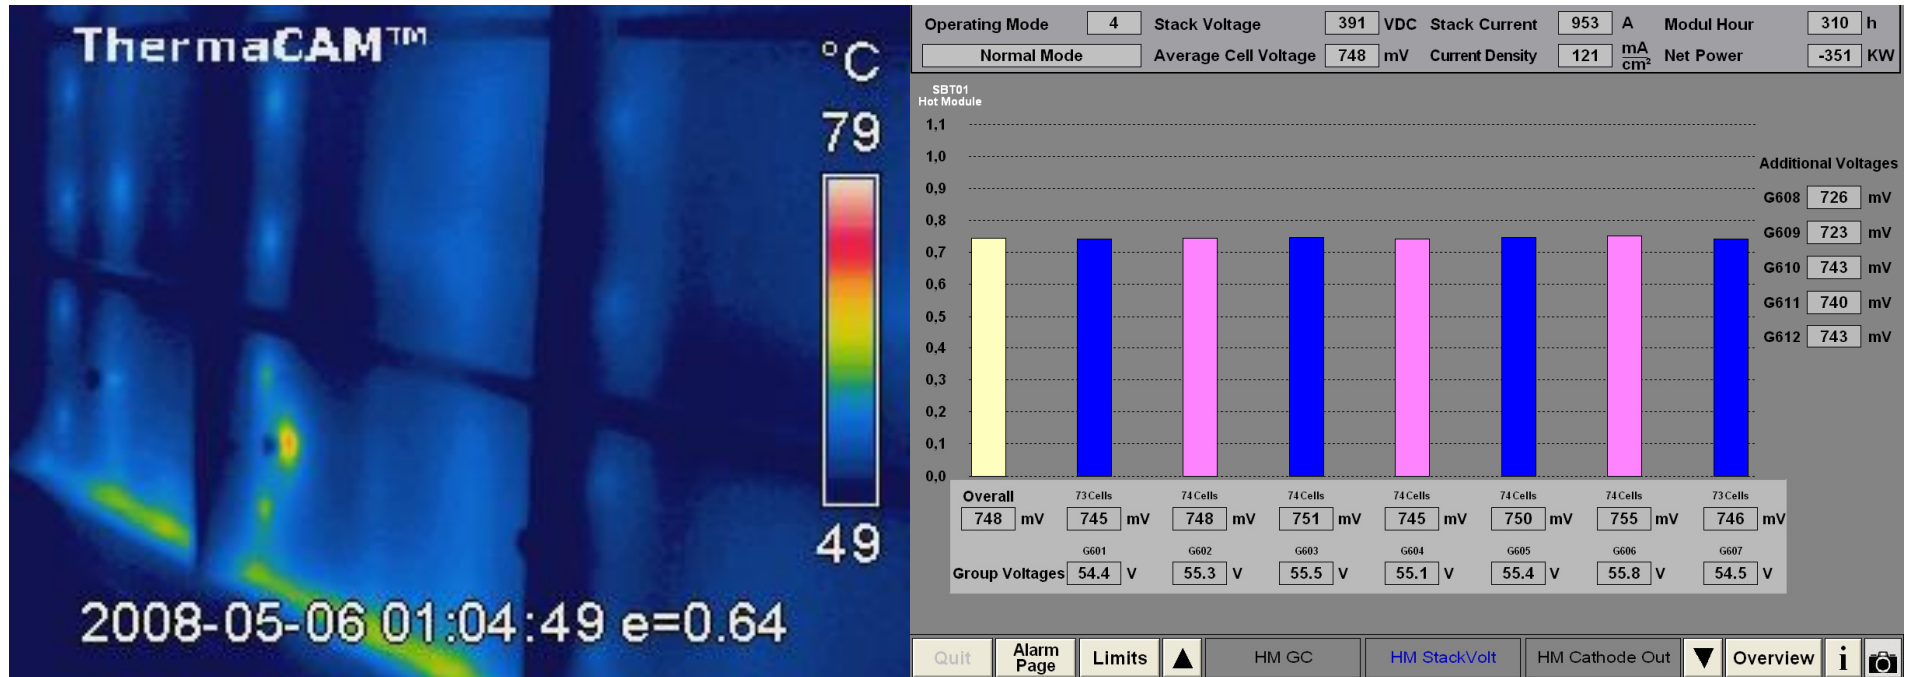 ThermaCAM™
°C
79
49
2008-05-06 01:04:49 e=0.64
Operating Mode 4 Stack Voltage 391 VDC Stack Current 953 A Modul Hour 310 h
Normal Mode Average Cell Voltage 748 mV Current Density 121 mA/cm² Net Power -351 KW
SBT01
Hot Module
1,1
1,0
0,9
0,8
0,7
0,6
0,5
0,4
0,3
0,2
0,1
0,0
Additional Voltages
G608 726 mV
G609 723 mV
G610 743 mV
G611 740 mV
G612 743 mV
Overall 73 Cells 74 Cells 74 Cells 74 Cells 74 Cells 74 Cells 73 Cells
748 mV 745 mV 748 mV 751 mV 745 mV 750 mV 755 mV 746 mV
G601 G602 G603 G604 G605 G606 G607
Group Voltages 54.4 V 55.3 V 55.5 V 55.1 V 55.4 V 55.8 V 54.5 V
Quit Alarm Page Limits HM GC HM StackVolt HM Cathode Out Overview i